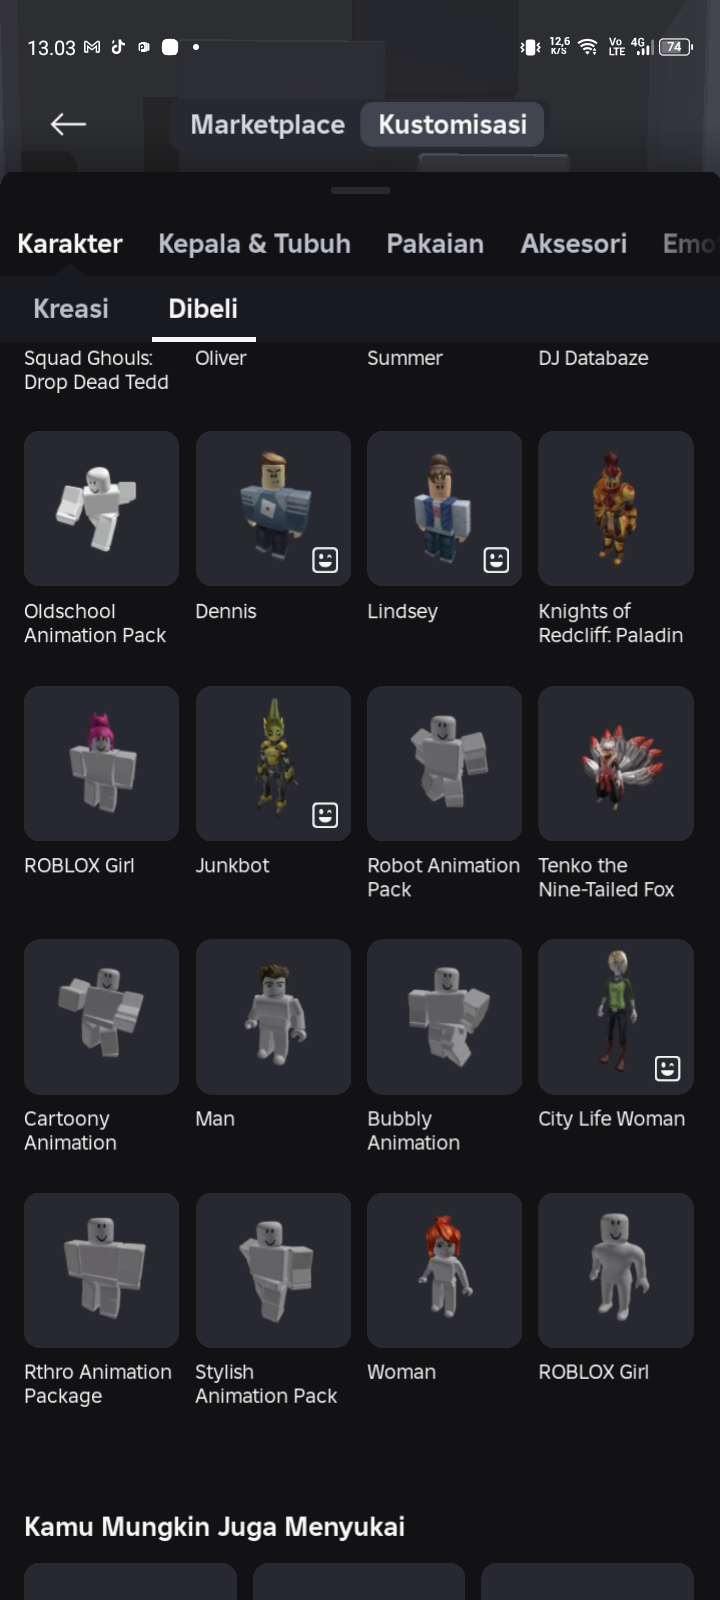 13.03
12,6
K/S
Vo
LTE
4G
74
Marketplace
Kustomisasi
Karakter
Kepala & Tubuh
Pakaian
Aksesori
Emo
Kreasi
Dibeli
Squad Ghouls:
Drop Dead Tedd
Oliver
Summer
DJ Databaze
Oldschool
Animation Pack
Dennis
Lindsey
Knights of
Redcliff: Paladin
ROBLOX Girl
Junkbot
Robot Animation
Pack
Tenko the
Nine-Tailed Fox
Cartoony
Animation
Man
Bubbly
Animation
City Life Woman
Rthro Animation
Package
Stylish
Animation Pack
Woman
ROBLOX Girl
Kamu Mungkin Juga Menyukai